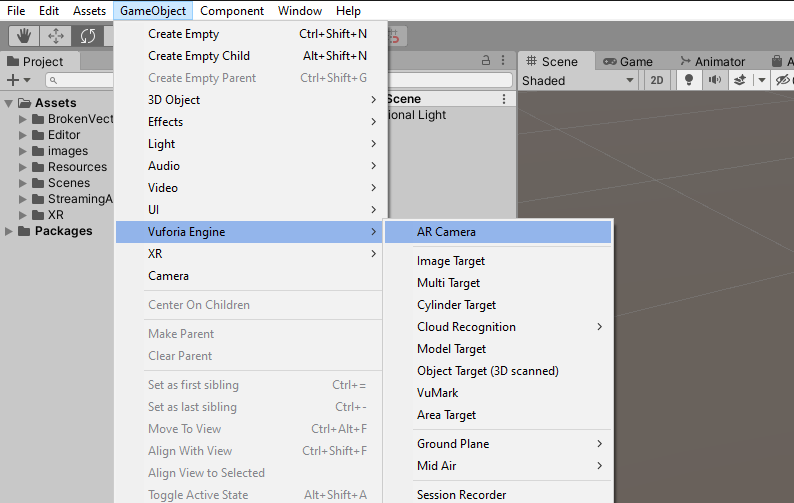 File Edit Assets GameObject Component Window Help
Project
Assets
BrokenVect
Editor
images
Resources
Scenes
StreamingA
XR
Packages
Create Empty Ctrl+Shift+N
Create Empty Child Alt+Shift+N
Create Empty Parent Ctrl+Shift+G
3D Object
Effects
Light
Audio
Video
UI
Vuforia Engine
XR
Camera
Center On Children
Make Parent
Clear Parent
Set as first sibling Ctrl+=
Set as last sibling Ctrl+-
Move To View Ctrl+Alt+F
Align With View Ctrl+Shift+F
Align View to Selected
Toggle Active State Alt+Shift+A
Scene
ional Light
AR Camera
Image Target
Multi Target
Cylinder Target
Cloud Recognition
Model Target
Object Target (3D scanned)
VuMark
Area Target
Ground Plane
Mid Air
Session Recorder
Scene Game Animator A
Shaded 2D